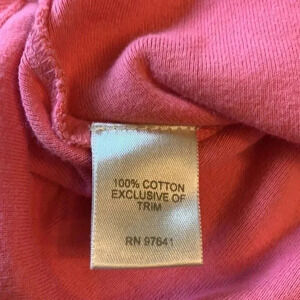 100% COTTON
EXCLUSIVE OF
TRIM
RN 97641